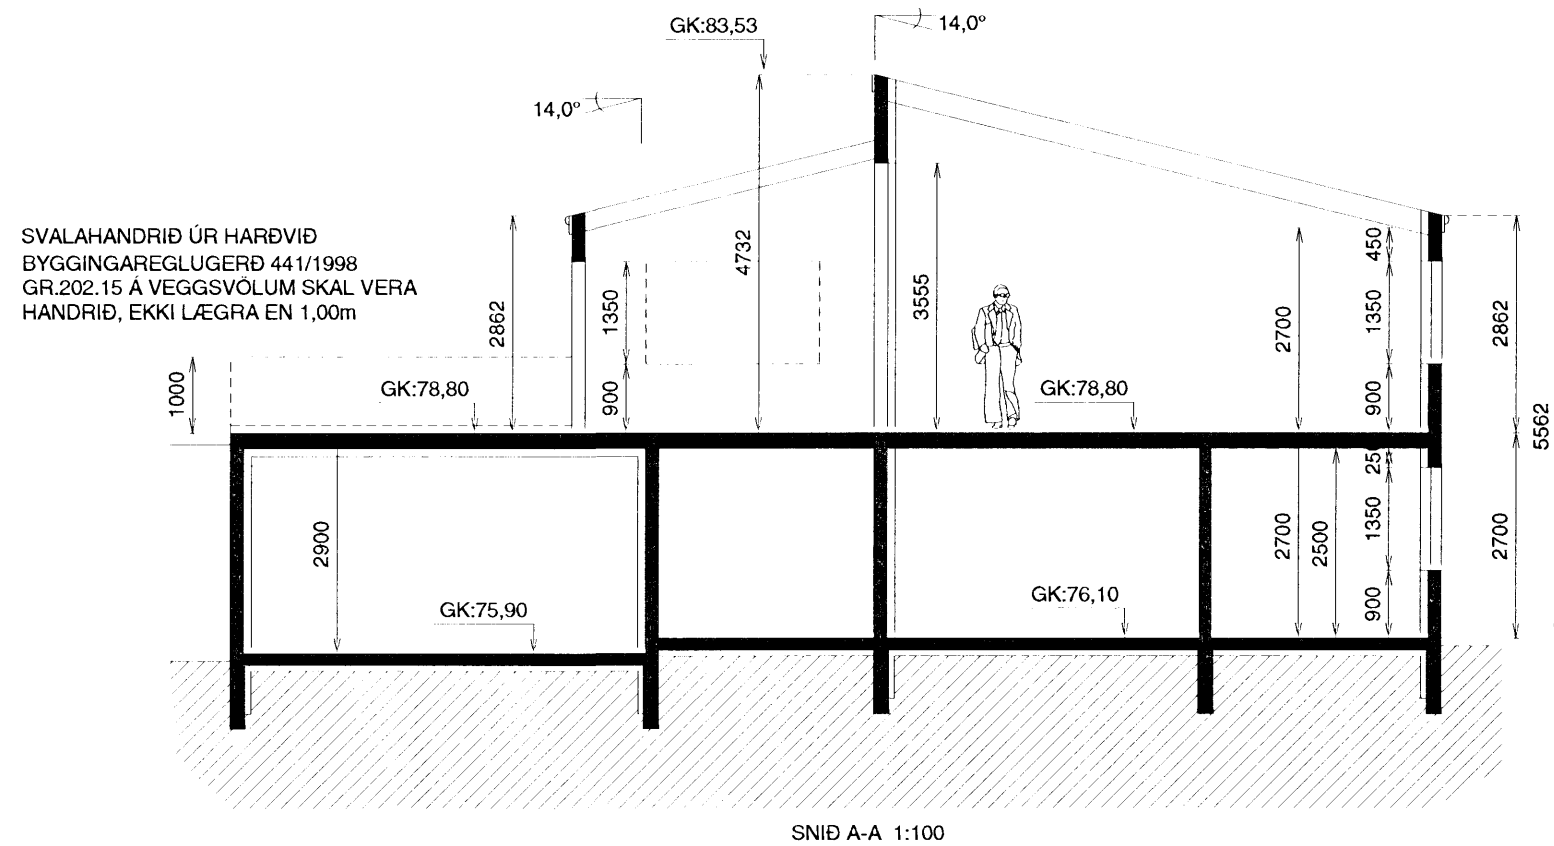 GK:83,53
14,0°
14,0°
SVALAHANDRIÐ ÚR HARÐVIÐ
BYGGINGAREGLUGERÐ 441/1998
GR.202.15 Á VEGGSVÖLUM SKAL VERA
HANDRIÐ, EKKI LÆGRA EN 1,00m
1000
GK:78,80
2862
1350
900
4732
3555
GK:78,80
2700
450
1350
900
2862
5562
2900
GK:75,90
GK:76,10
2700
2500
250
1350
900
2700
SNIÐ A-A 1:100